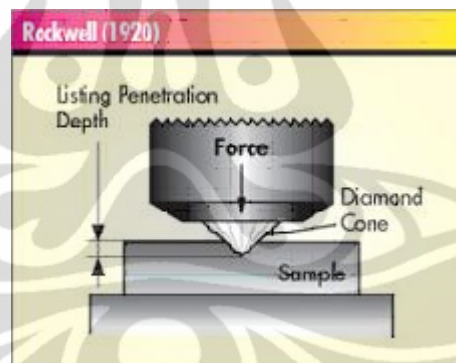 Rockwell (1920)
Listing Penetration
Depth
Force
Diamond
Cone
Sample